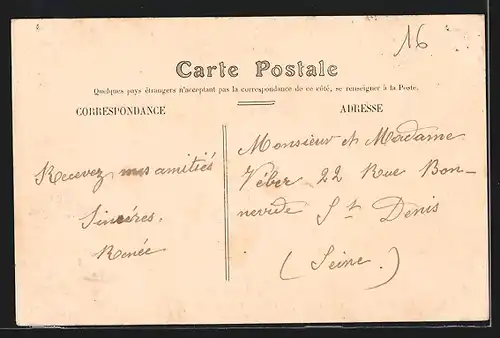 16
Carte Postale
Quelques pays étrangers n'acceptant pas la correspondance de ce côté, se renseigner à la Poste.
CORRESPONDANCE
ADRESSE
Recevez mes amitiés
Sincéres,
Renée
Monsieur et Madame
Véber 22 Rue Bon-
nevide St Denis
(Seine.)